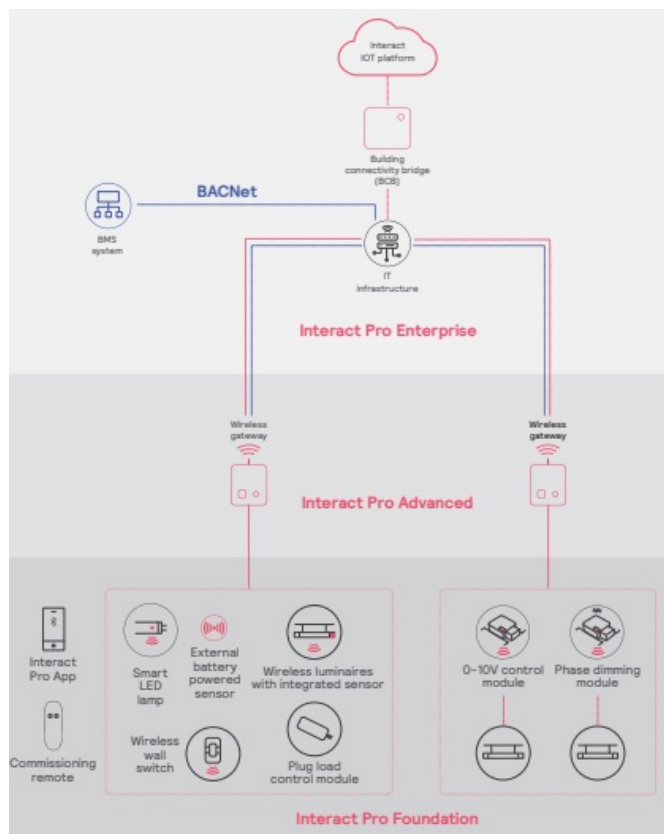 Interact
IOT platform
Building
connectivity bridge
(BCB)
BACNet
BMS
system
IT
infrastructure
Interact Pro Enterprise
Wireless
gateway
Wireless
gateway
Interact Pro Advanced
Interact
Pro App
Commissioning
remote
Smart
LED
lamp
External
battery
powered
sensor
Wireless luminaires
with integrated sensor
Wireless
wall
switch
Plug load
control module
0-10V control
module
Phase dimming
module
Interact Pro Foundation